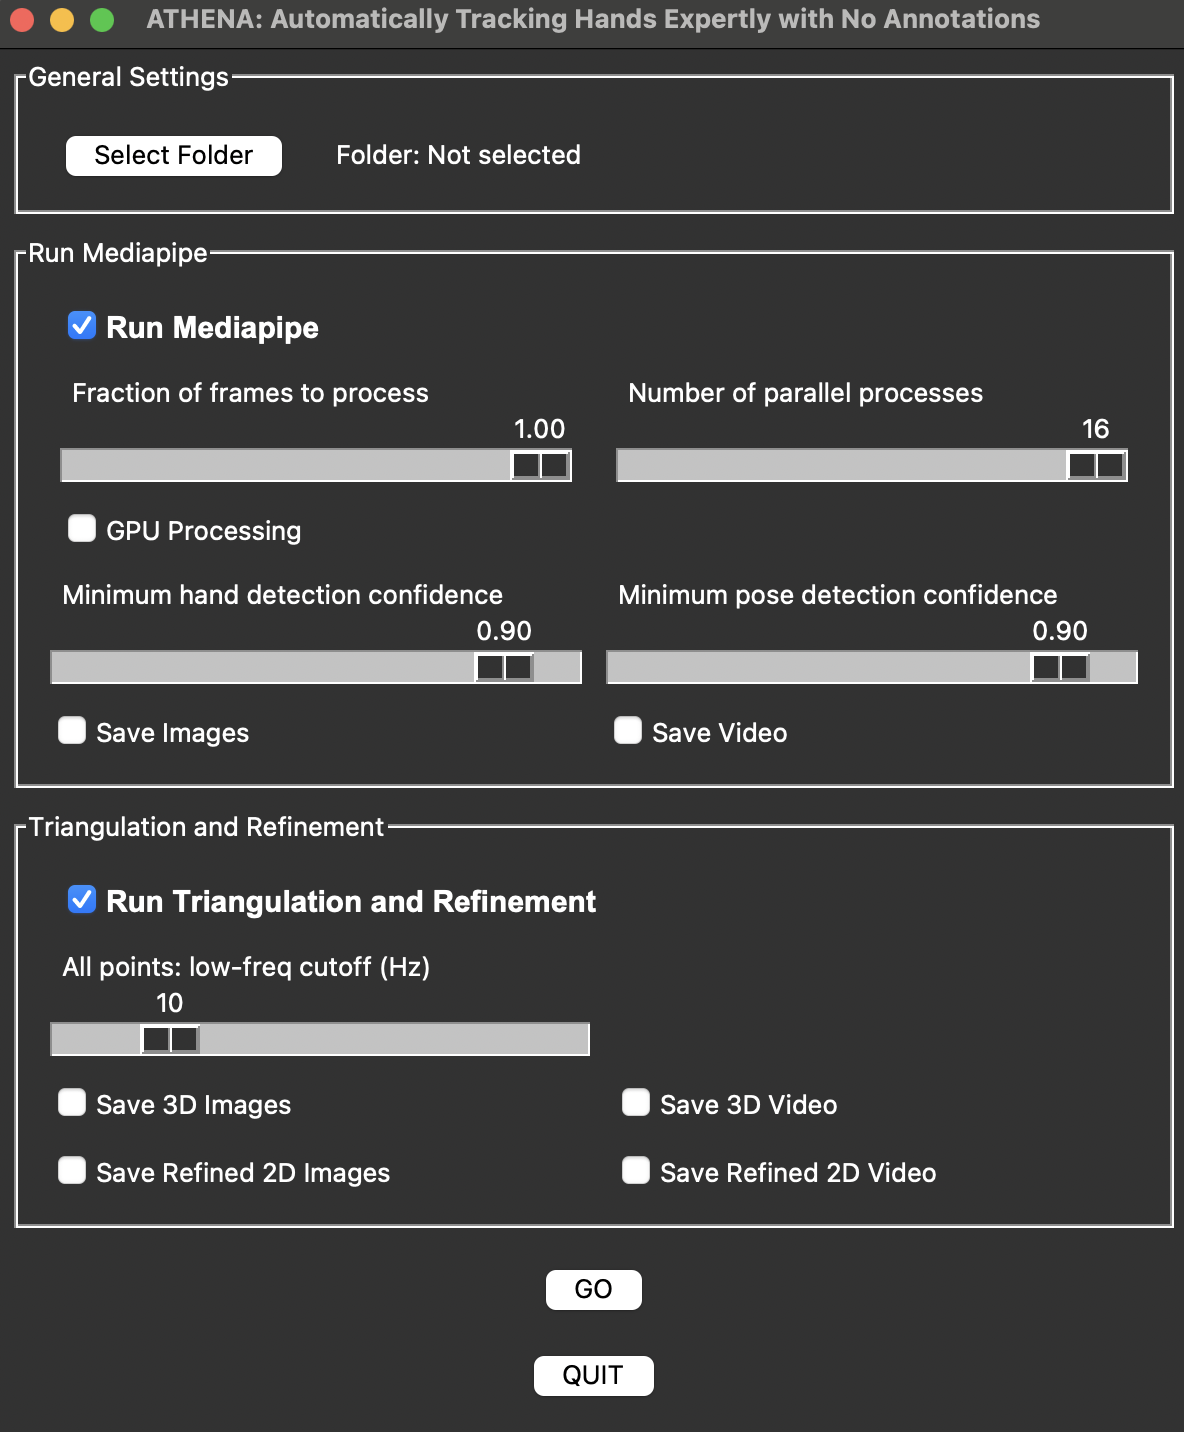 ATHENA: Automatically Tracking Hands Expertly with No Annotations
General Settings
Select Folder
Folder: Not selected
Run Mediapipe
Run Mediapipe
Fraction of frames to process
Number of parallel processes
1.00
16
GPU Processing
Minimum hand detection confidence
Minimum pose detection confidence
0.90
0.90
Save Images
Save Video
Triangulation and Refinement
Run Triangulation and Refinement
All points: low-freq cutoff (Hz)
10
Save 3D Images
Save 3D Video
Save Refined 2D Images
Save Refined 2D Video
GO
QUIT